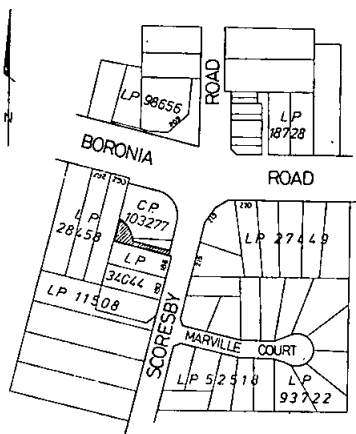 ROAD
LP 98656
LP
18728
N
BORONIA
ROAD
CP
103277
LP
28458
LP 27449
LP
34044
LP 11508
SCORESBY
MARVILLE COURT
LP 52518
LP
93722